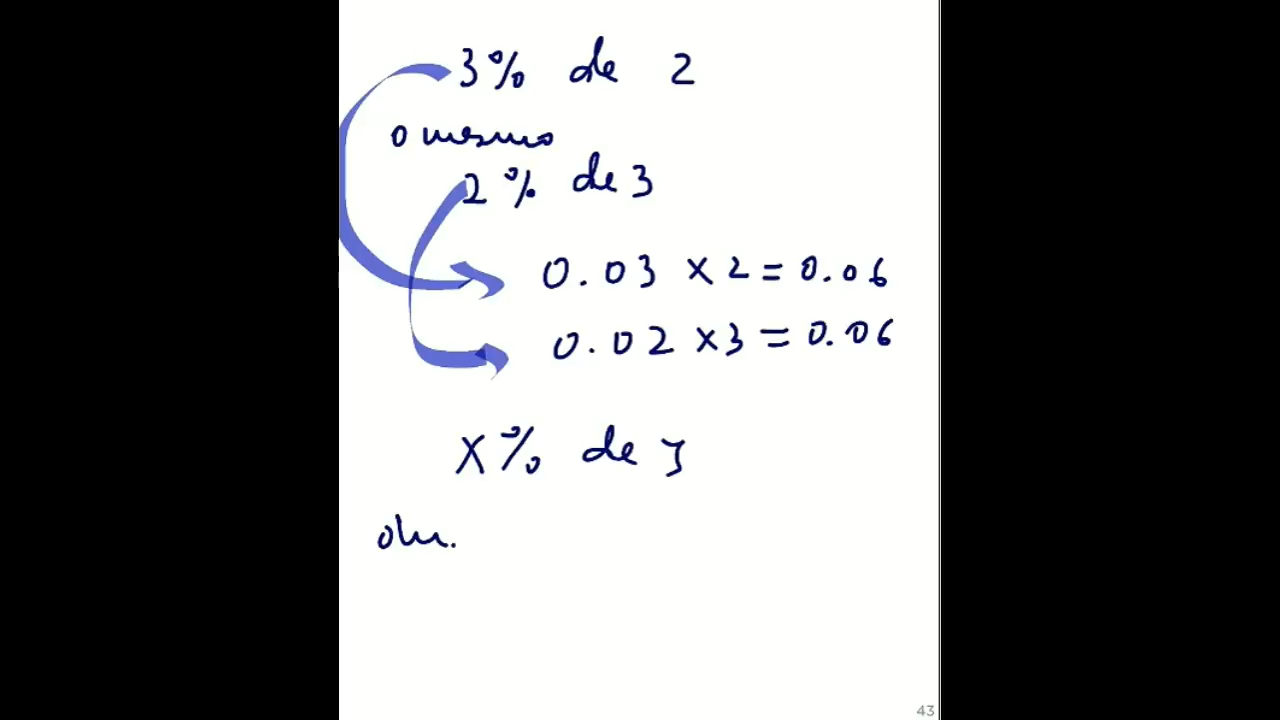 3% de 2
o mesmo
2% de 3
0.03 x 2 = 0.06
0.02 x 3 = 0.06
x% de
43